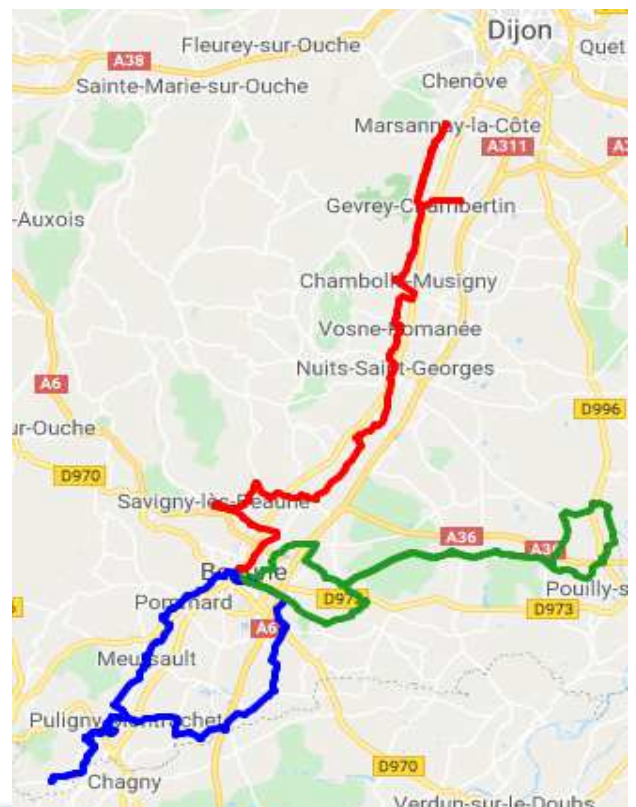 Dijon
Fleurey-sur-Ouche
Quet
A38
Sainte-Marie-sur-Ouche
Chenôve
Marsannay-la-Côte
A311
A3
Gevrey-Chambertin
-Auxois
Chambolle-Musigny
Vosne-Romanée
Nuits-Saint-Georges
A6
D996
ur-Ouche
D970
Savigny-lès-Beaune
A36
A36
Beaune
Pouilly-s
Pommard
D973
D973
A6
Meursault
Puligny-Montrachet
D970
Chagny
Verdun-sur-le-Doubs